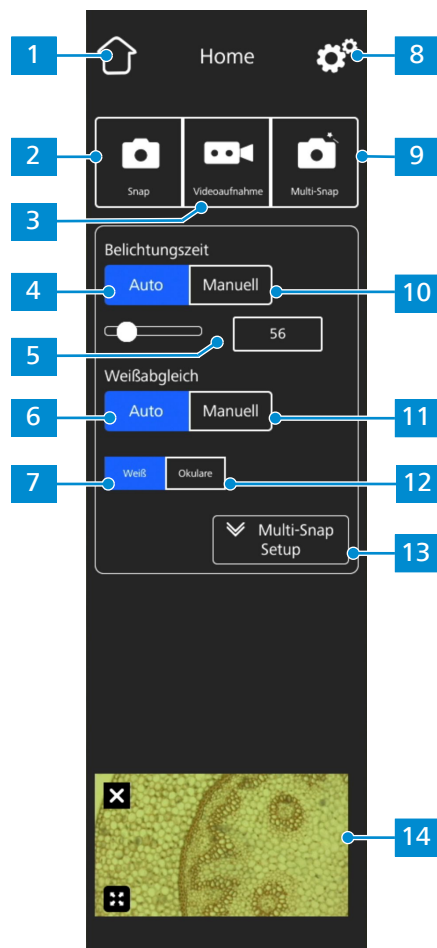 1 Home 8
2 Snap Videoaufnahme Multi-Snap 9
3
Belichtungszeit
4 Auto Manuell 10
5 56
Weißabgleich
6 Auto Manuell 11
7 Weiß Okulare 12
Multi-Snap
Setup
13
14